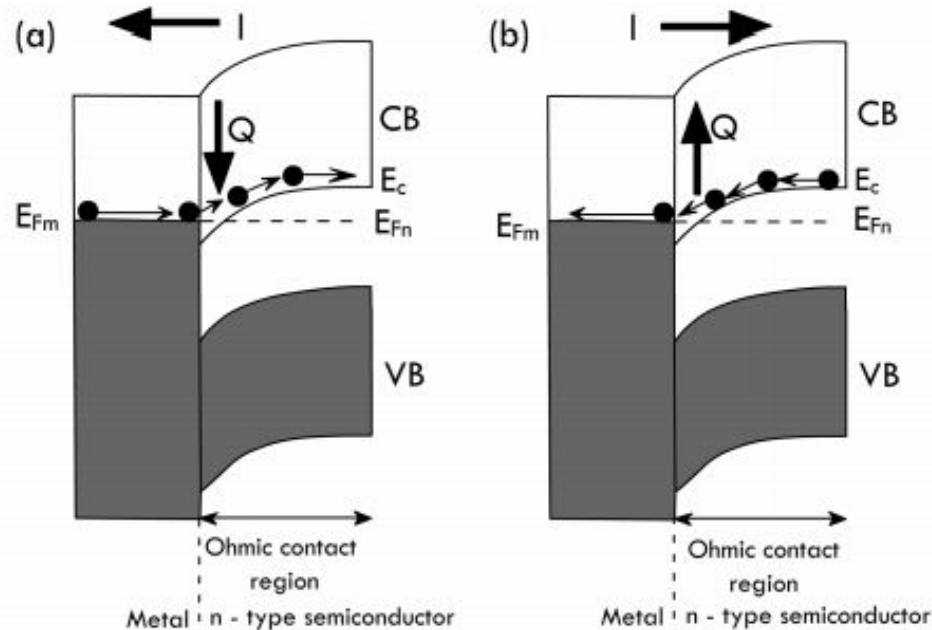 (a)
I
Q
CB
E_c
E_Fm
E_Fn
VB
Ohmic contact
region
Metal
n - type semiconductor
(b)
I
Q
CB
E_c
E_Fm
E_Fn
VB
Ohmic contact
region
Metal
n - type semiconductor